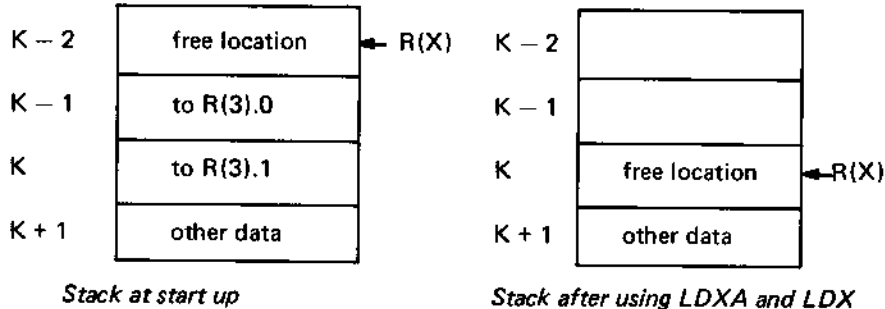 K – 2 free location R(X)
K – 1 to R(3).0
K to R(3).1
K + 1 other data
Stack at start up
K – 2
K – 1
K free location R(X)
K + 1 other data
Stack after using LDXA and LDX